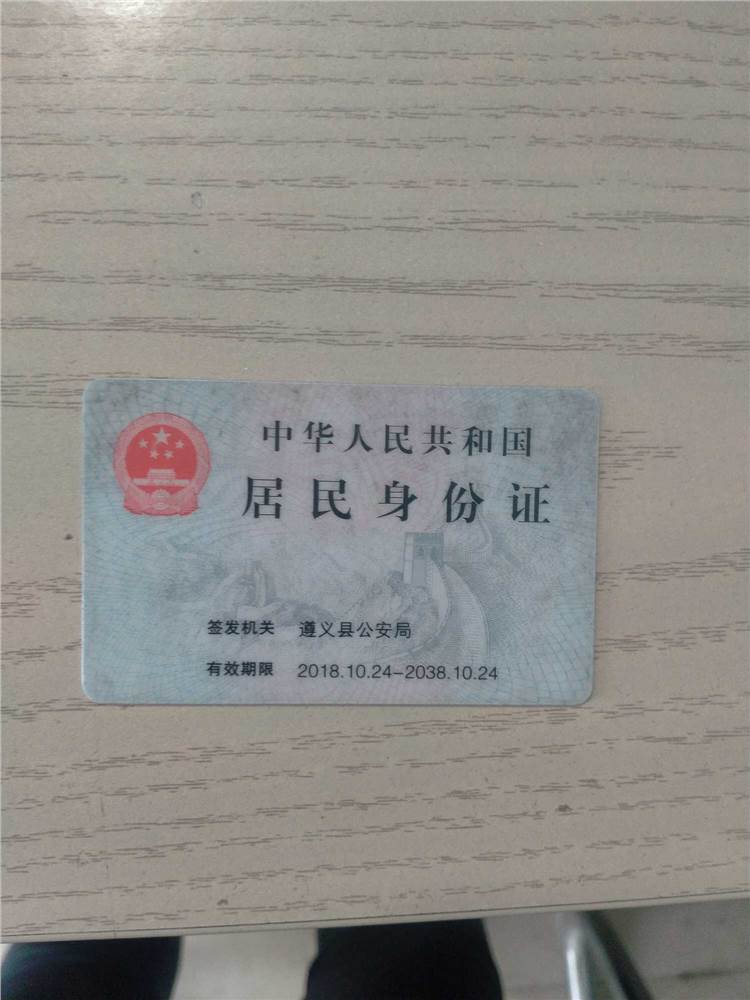 中华人民共和国
居民身份证
签发机关 遵义县公安局
有效期限 2018.10.24-2038.10.24